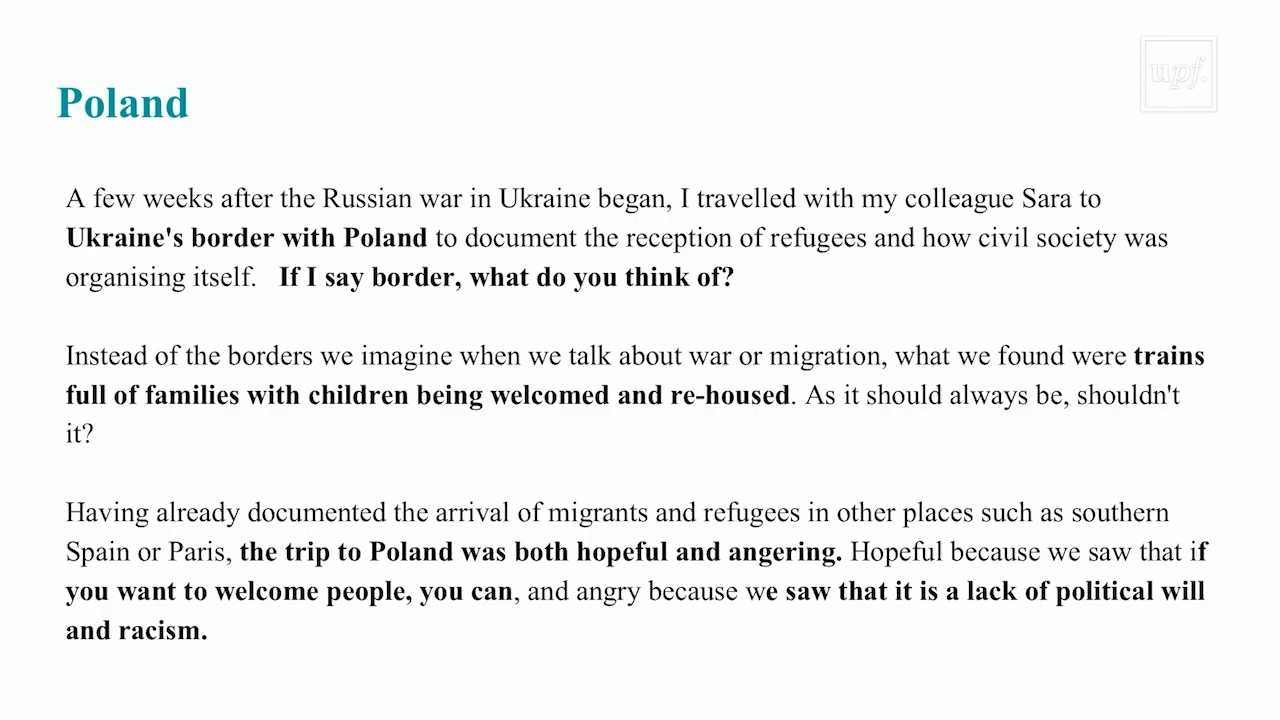 upf.
Poland
A few weeks after the Russian war in Ukraine began, I travelled with my colleague Sara to
Ukraine's border with Poland to document the reception of refugees and how civil society was
organising itself. If I say border, what do you think of?
Instead of the borders we imagine when we talk about war or migration, what we found were trains
full of families with children being welcomed and re-housed. As it should always be, shouldn't
it?
Having already documented the arrival of migrants and refugees in other places such as southern
Spain or Paris, the trip to Poland was both hopeful and angering. Hopeful because we saw that if
you want to welcome people, you can, and angry because we saw that it is a lack of political will
and racism.